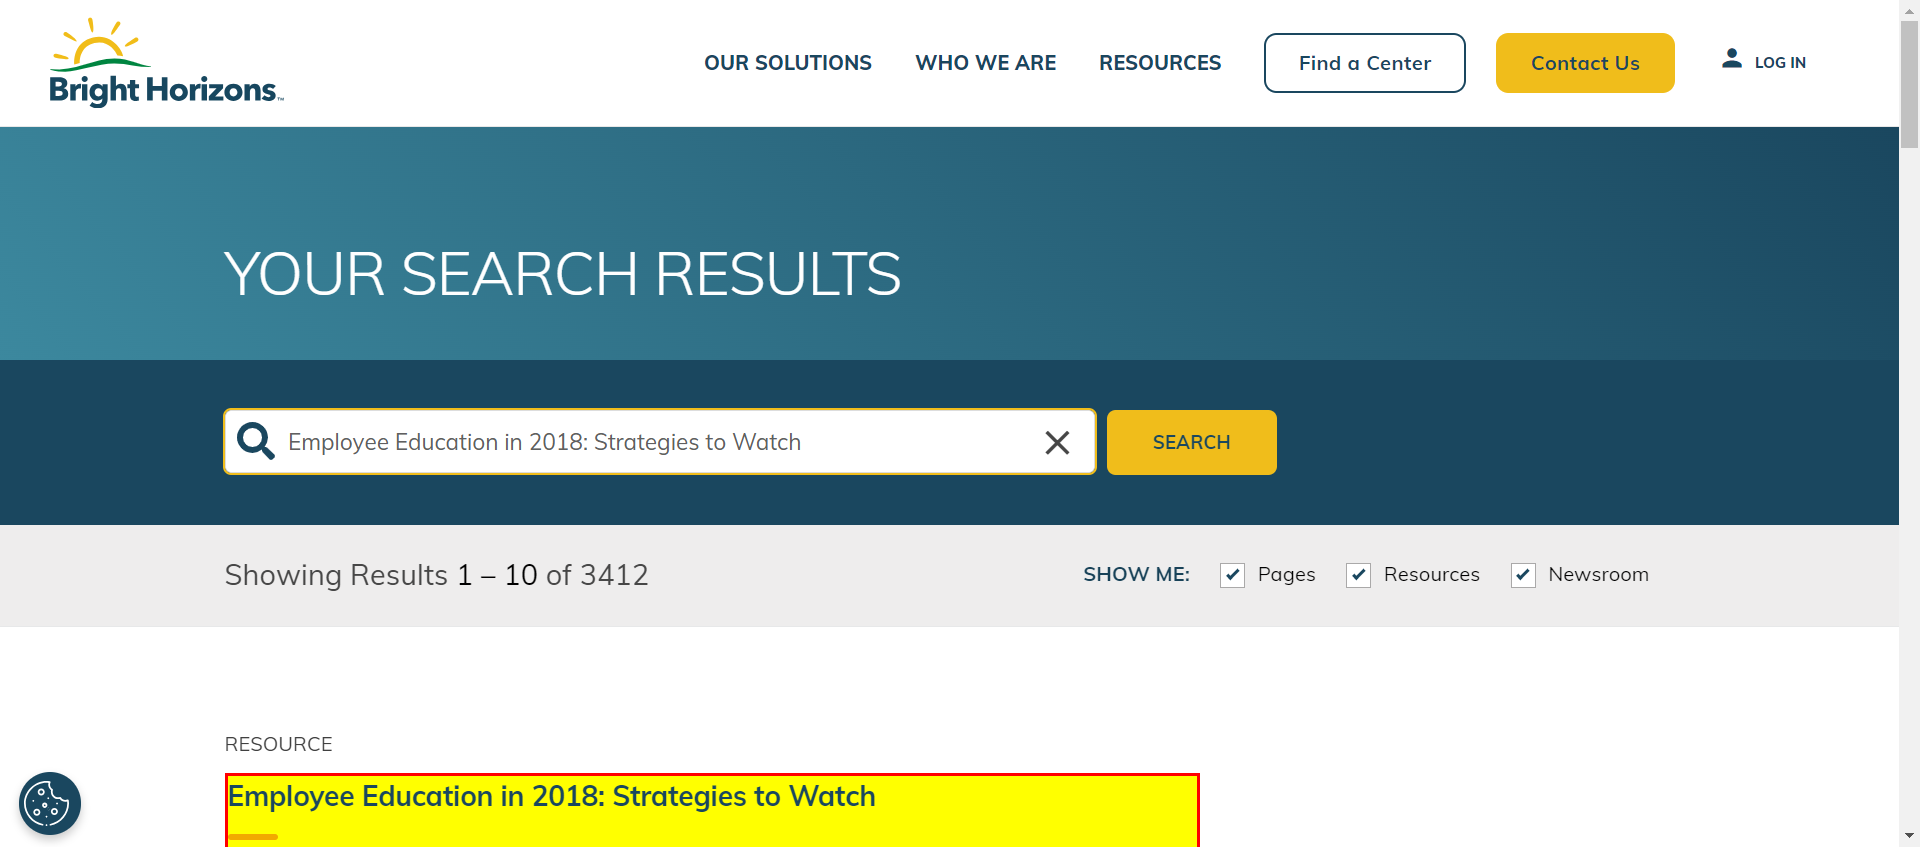 Bright Horizons™
OUR SOLUTIONS
WHO WE ARE
RESOURCES
Find a Center
Contact Us
LOG IN
YOUR SEARCH RESULTS
Employee Education in 2018: Strategies to Watch
SEARCH
Showing Results 1 – 10 of 3412
SHOW ME:
Pages
Resources
Newsroom
RESOURCE
Employee Education in 2018: Strategies to Watch